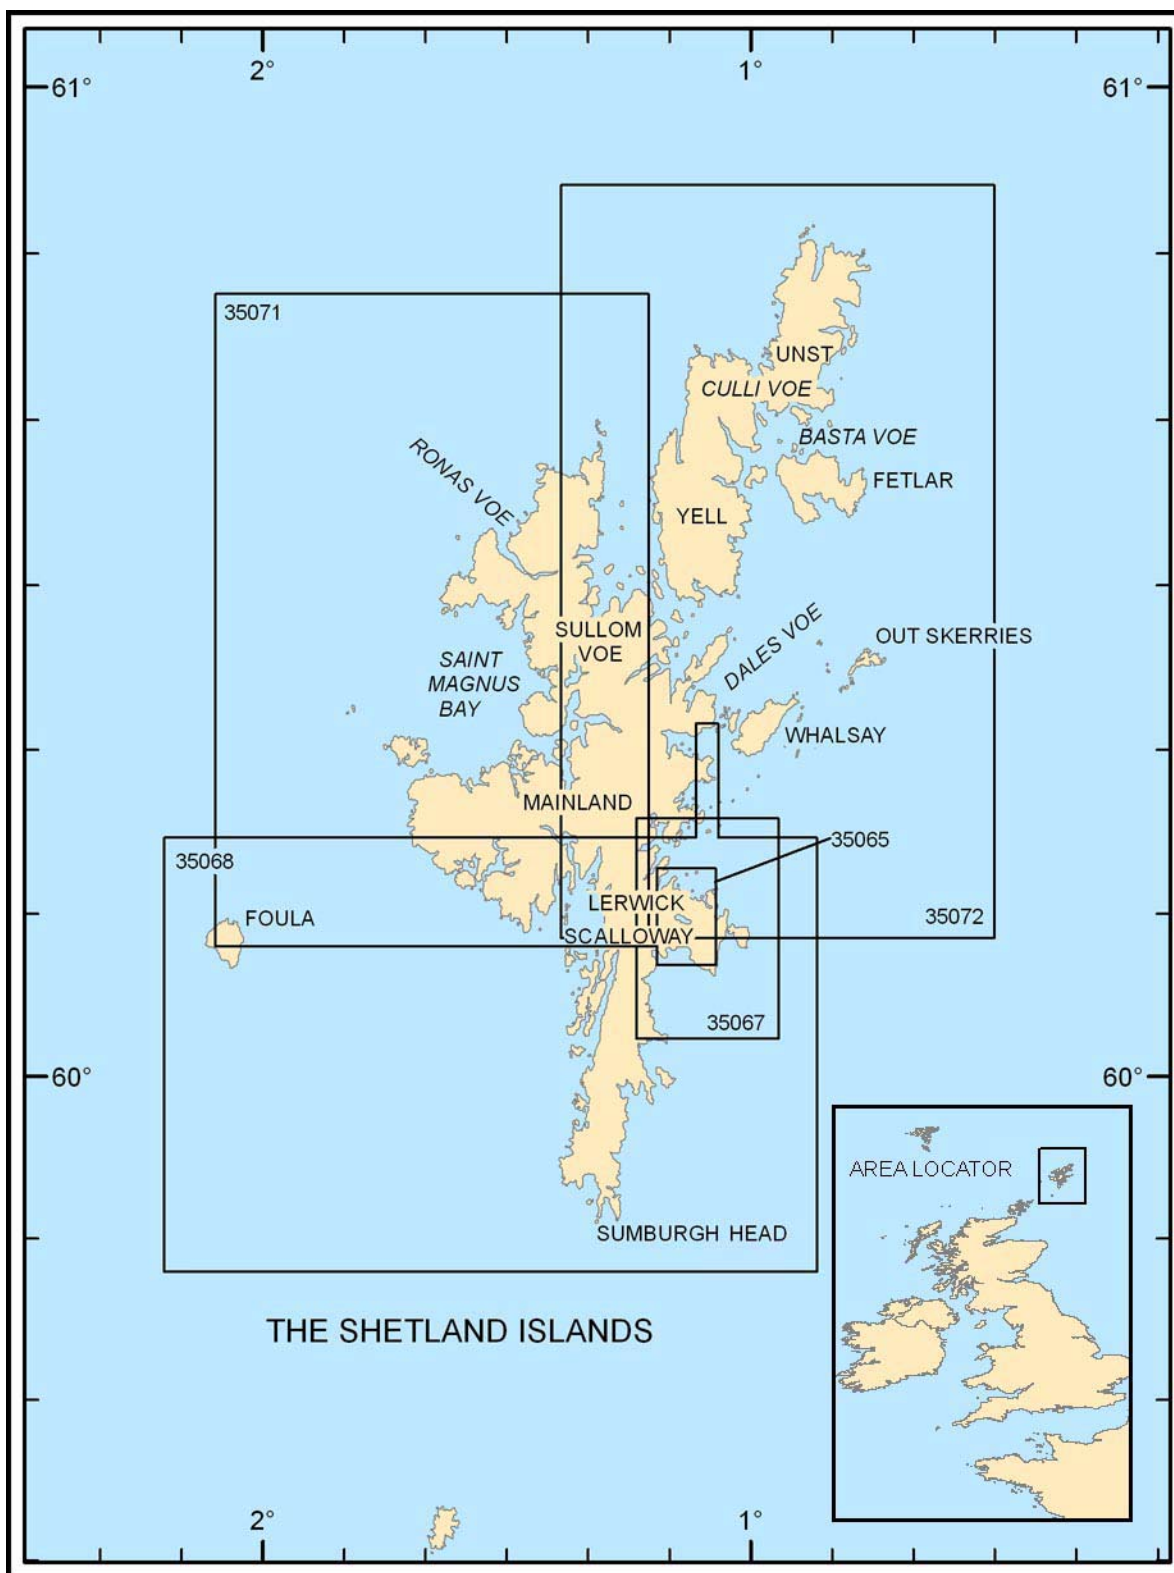 2° 1°
61° 61°
35071
UNST
CULLI VOE
BASTA VOE
RONAS VOE
FETLAR
YELL
DALES VOE
SULLOM
VOE
OUT SKERRIES
SAINT
MAGNUS
BAY
WHALSAY
MAINLAND
35065
35068
LERWICK
FOULA
35072
SCALLOWAY
35067
60° 60°
AREA LOCATOR
SUMBURGH HEAD
THE SHETLAND ISLANDS
2° 1°